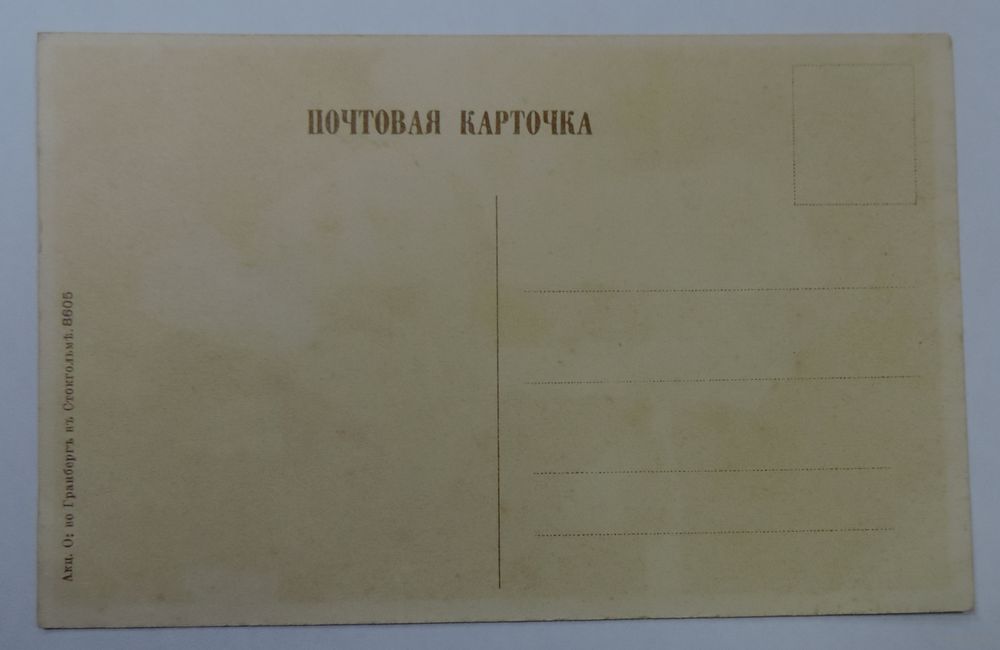 ПОЧТОВАЯ КАРТОЧКА
Акц. О: во Гранбергъ въ Стокгольмѣ. 8605